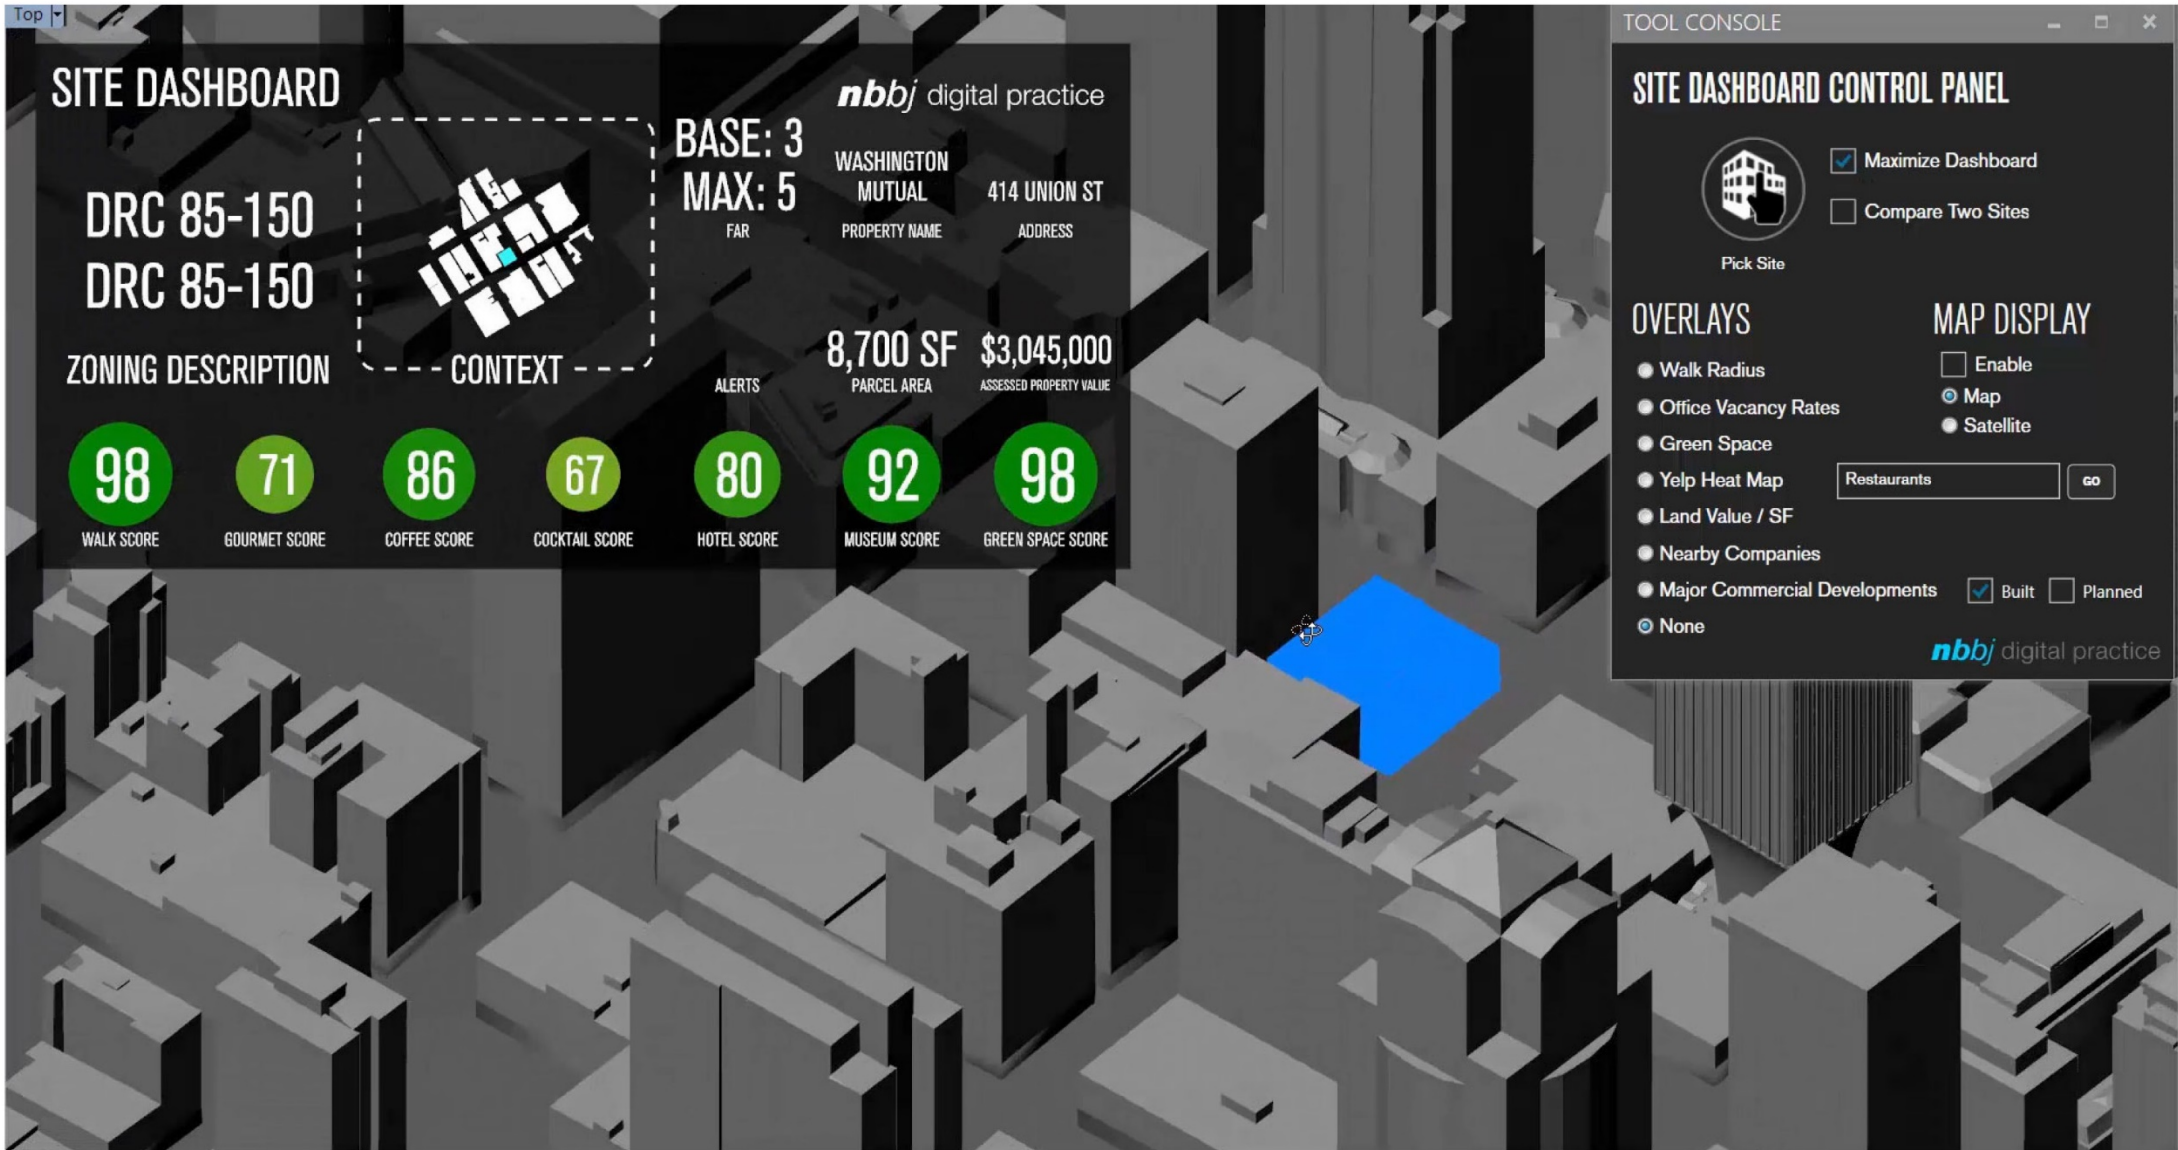 Top
SITE DASHBOARD
nbbj digital practice
DRC 85-150
DRC 85-150
ZONING DESCRIPTION
CONTEXT
BASE: 3
MAX: 5
FAR
WASHINGTON
MUTUAL
PROPERTY NAME
414 UNION ST
ADDRESS
ALERTS
8,700 SF
PARCEL AREA
$3,045,000
ASSESSED PROPERTY VALUE
98
WALK SCORE
71
GOURMET SCORE
86
COFFEE SCORE
67
COCKTAIL SCORE
80
HOTEL SCORE
92
MUSEUM SCORE
98
GREEN SPACE SCORE
TOOL CONSOLE
SITE DASHBOARD CONTROL PANEL
Pick Site
Maximize Dashboard
Compare Two Sites
OVERLAYS
Walk Radius
Office Vacancy Rates
Green Space
Yelp Heat Map
Restaurants
GO
Land Value / SF
Nearby Companies
Major Commercial Developments
Built
Planned
None
MAP DISPLAY
Enable
Map
Satellite
nbbj digital practice